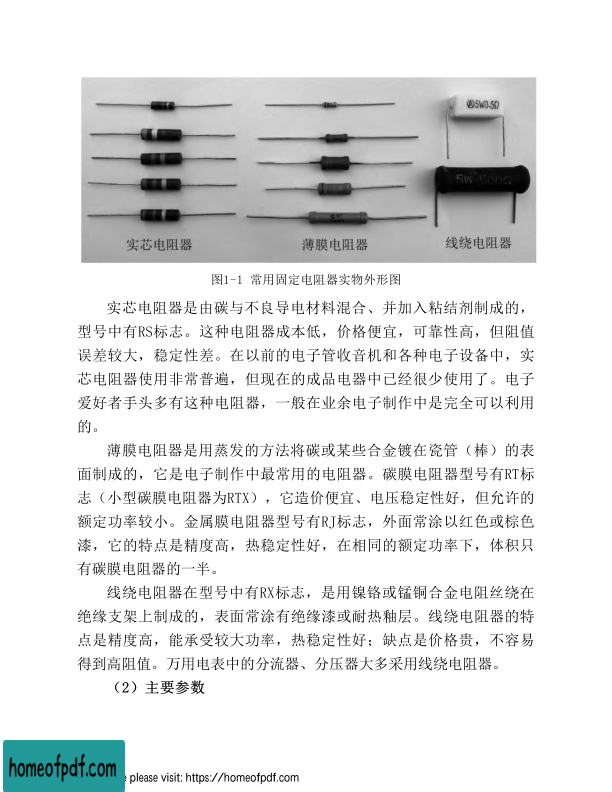 5W0.5Ω
实芯电阻器
薄膜电阻器
线绕电阻器
图1-1 常用固定电阻器实物外形图
实芯电阻器是由碳与不良导电材料混合、并加入粘结剂制成的，
型号中有RS标志。这种电阻器成本低，价格便宜，可靠性高，但阻值
误差较大，稳定性差。在以前的电子管收音机和各种电子设备中，实
芯电阻器使用非常普遍，但现在的成品电器中已经很少使用了。电子
爱好者手头多有这种电阻器，一般在业余电子制作中是完全可以利用
的。
薄膜电阻器是用蒸发的方法将碳或某些合金镀在瓷管（棒）的表
面制成的，它是电子制作中最常用的电阻器。碳膜电阻器型号有RT标
志（小型碳膜电阻器为RTX），它造价便宜、电压稳定性好，但允许的
额定功率较小。金属膜电阻器型号有RJ标志，外面常涂以红色或棕色
漆，它的特点是精度高，热稳定性好，在相同的额定功率下，体积只
有碳膜电阻器的一半。
线绕电阻器在型号中有RX标志，是用镍铬或锰铜合金电阻丝绕在
绝缘支架上制成的，表面常涂有绝缘漆或耐热釉层。线绕电阻器的特
点是精度高，能承受较大功率，热稳定性好；缺点是价格贵，不容易
得到高阻值。万用电表中的分流器、分压器大多采用线绕电阻器。
（2）主要参数
homeofpdf.com
e please visit: https://homeofpdf.com